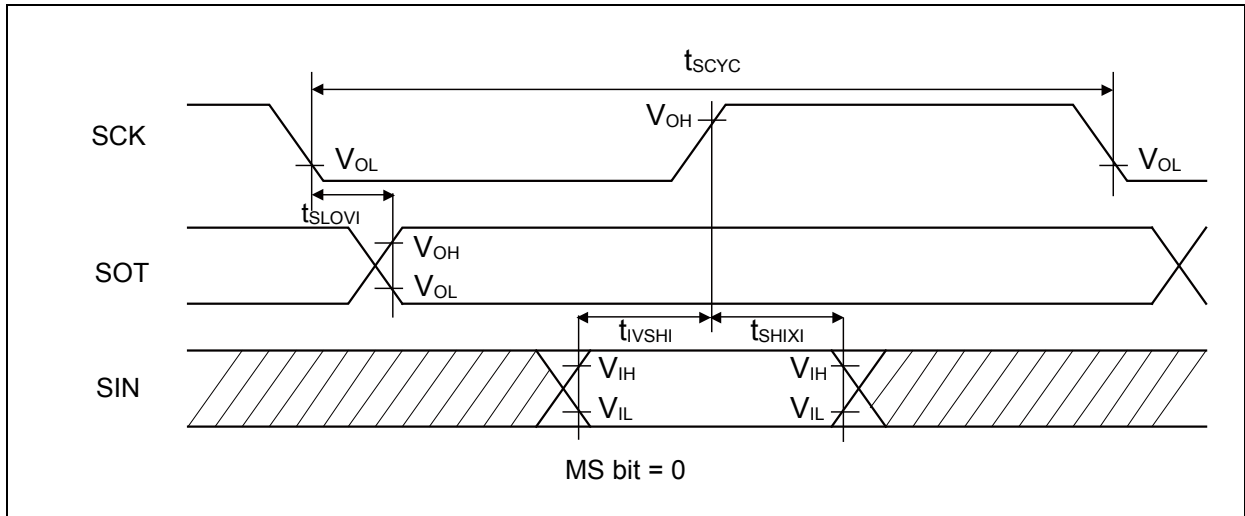 tSCYC
SCK
VOH
VOL
VOL
tSLOVI
SOT
VOH
VOL
tIVSHI
tSHIXI
SIN
VIH
VIH
VIL
VIL
MS bit = 0